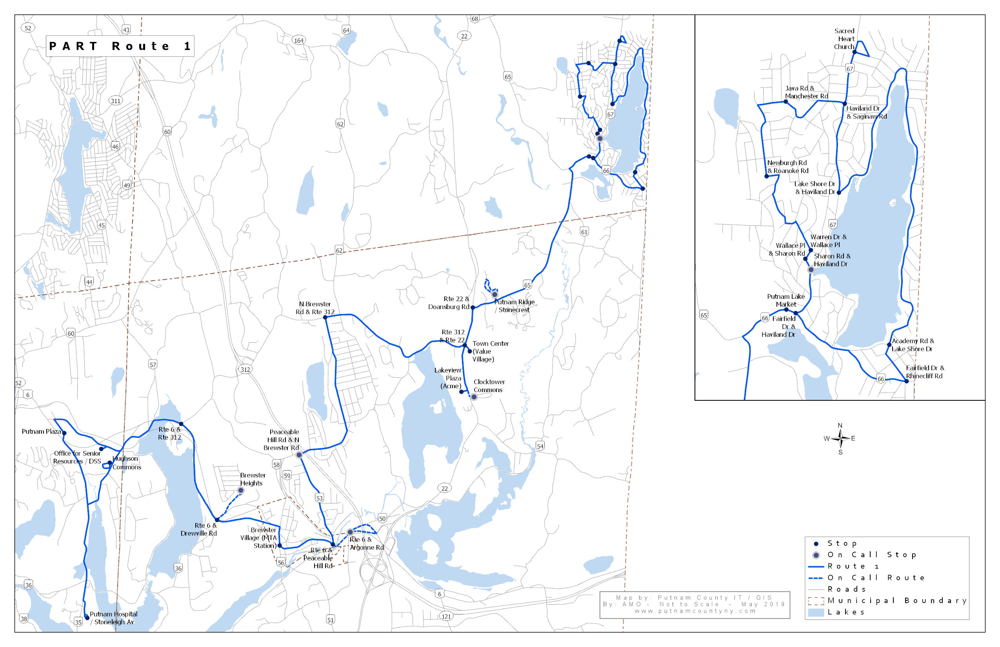 PART Route 1
52
43
64
68
22
164
65
311
60
62
46
49
45
67
66
61
62
44
65
60
57
312
52
6
58
59
53
54
22
50
56
36
36
38
35
51
6
121
N Brewster
Rd & Rte 312
Rte 22 &
Doansburg Rd
Putnam Ridge
/ Stonecrest
Rte 312
& Rte 22
Town Center
(Value
Village)
Lakeview
Plaza
(Acme)
Clocktower
Commons
Putnam Plaza
Rte 6 &
Rte 312
Office for Senior
Resources / DSS
Hughson
Commons
Peaceable
Hill Rd & N
Brewster Rd
Brewster
Heights
Rte 6 &
Drewville Rd
Brewster
Village (MTA
Station)
Rte 6 &
Peaceable
Hill Rd
Rte 6 &
Argonne Rd
Putnam Hospital
/ Stoneleigh Av
Sacred
Heart
Church
67
Java Rd &
Manchester Rd
Haviland Dr
& Saginaw Rd
Newburgh Rd
& Roanoke Rd
Lake Shore Dr
& Haviland Dr
67
Warren Dr &
Wallace Pl
Wallace Pl
& Sharon Rd
Sharon Rd &
Haviland Dr
Putnam Lake
Market
65
66
Fairfield
Dr &
Haviland Dr
Academy Rd &
Lake Shore Dr
Fairfield Dr &
Rhinecliff Rd
66
N
W E
S
Stop
On Call Stop
Route 1
On Call Route
Roads
Municipal Boundary
Lakes
Map by: Putnam County IT / GIS
By: AMO - Not to Scale - May 2019
www.putnamcountyny.com